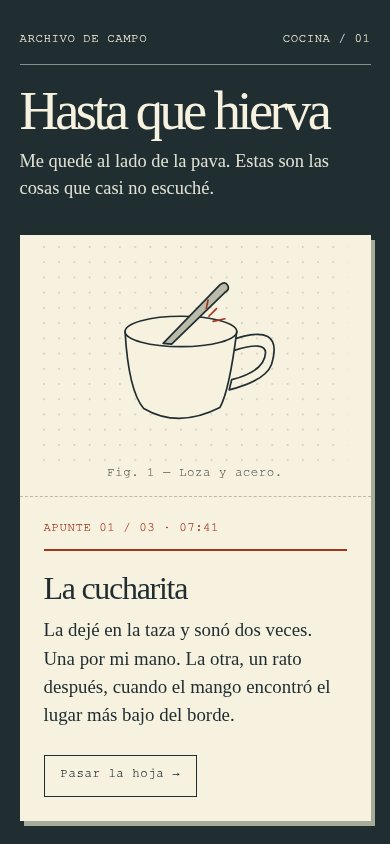 ARCHIVO DE CAMPO
COCINA / 01
Hasta que hierva
Me quedé al lado de la pava. Estas son las
cosas que casi no escuché.
Fig. 1 — Loza y acero.
APUNTE 01 / 03 · 07:41
La cucharita
La dejé en la taza y sonó dos veces.
Una por mi mano. La otra, un rato
después, cuando el mango encontró el
lugar más bajo del borde.
Pasar la hoja →